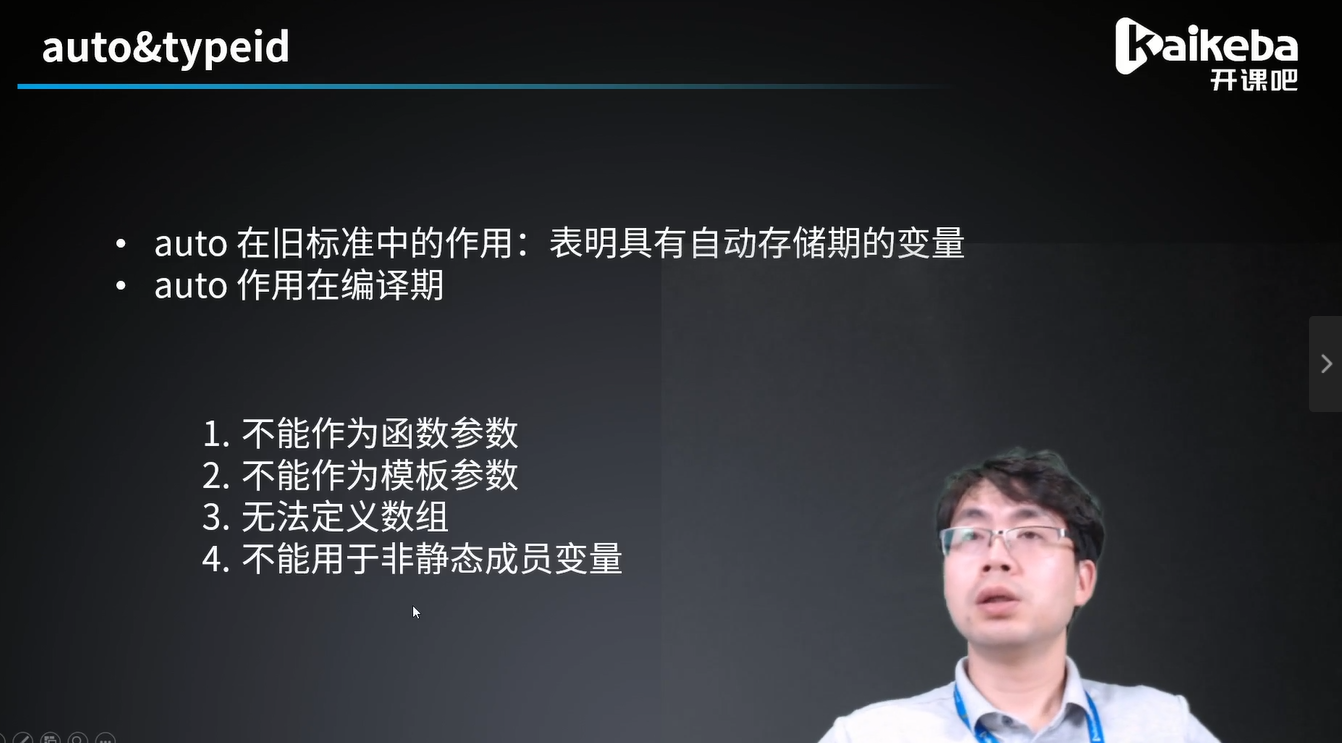 auto&typeid
Kaikeba
开课吧
• auto 在旧标准中的作用：表明具有自动存储期的变量
• auto 作用在编译期
1. 不能作为函数参数
2. 不能作为模板参数
3. 无法定义数组
4. 不能用于非静态成员变量